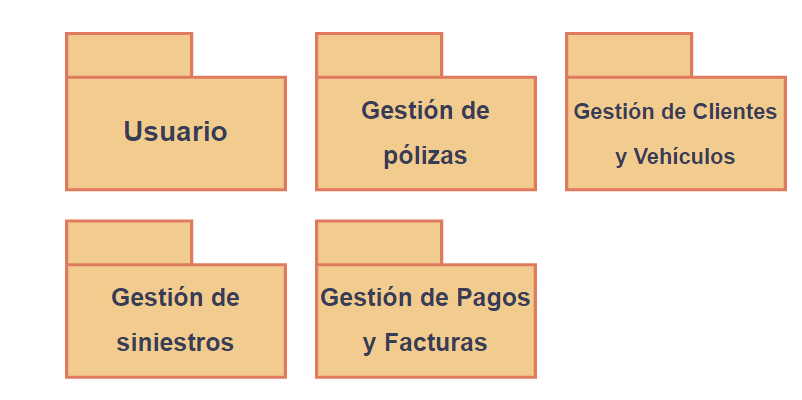 Usuario
Gestión de
pólizas
Gestión de Clientes
y Vehículos
Gestión de
siniestros
Gestión de Pagos
y Facturas